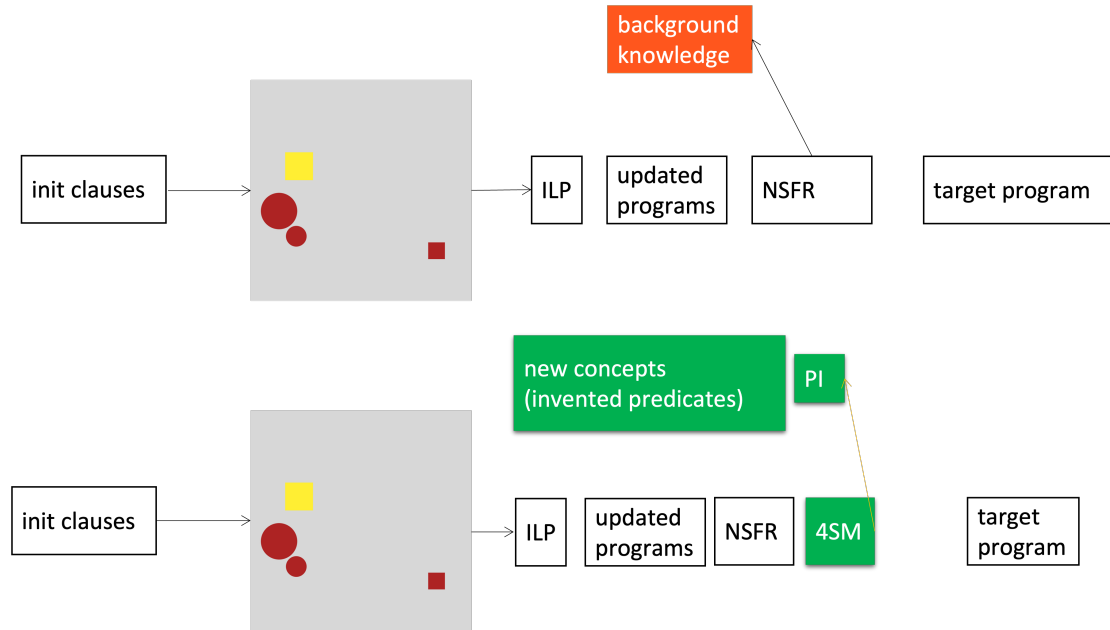 background
knowledge
init clauses
ILP
updated
programs
NSFR
target program
new concepts
(invented predicates)
PI
init clauses
ILP
updated
programs
NSFR
4SM
target
program